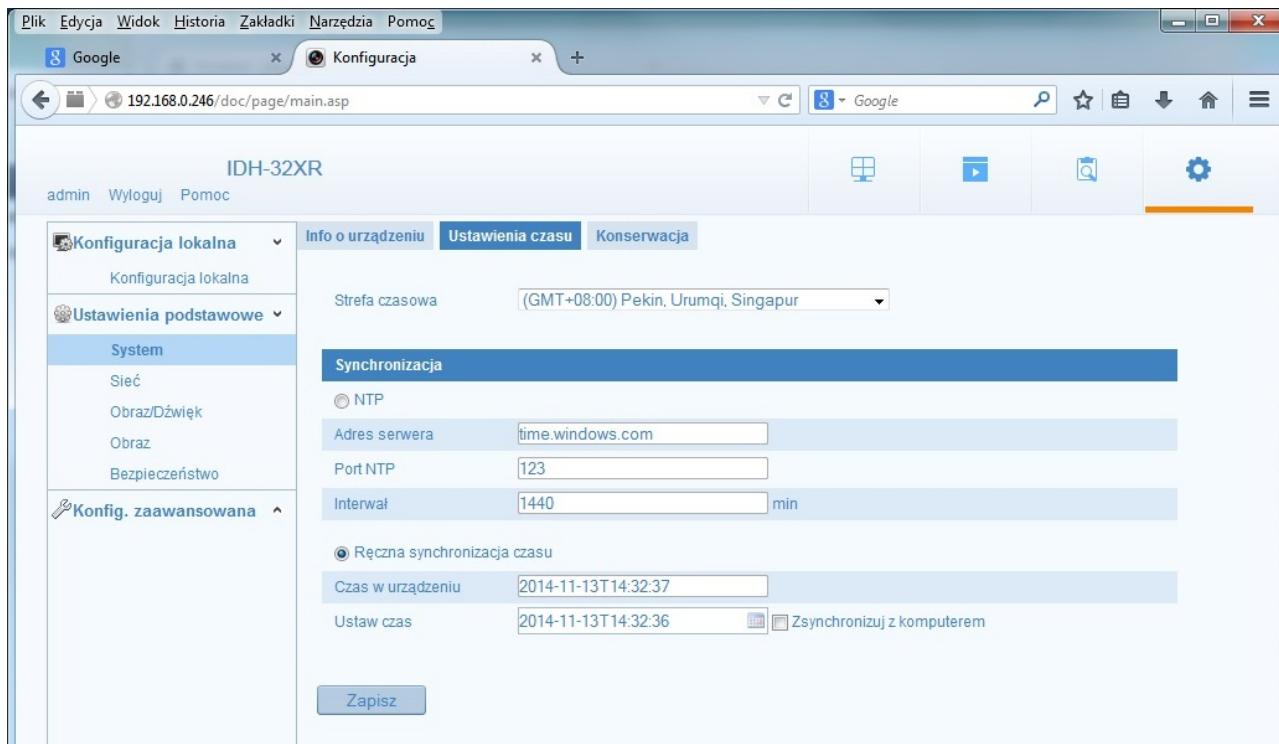 Plik Edycja Widok Historia Zakładki Narzędzia Pomoc
Google
Konfiguracja
192.168.0.246/doc/page/main.asp
Google
IDH-32XR
admin Wyloguj Pomoc
Konfiguracja lokalna
Konfiguracja lokalna
Ustawienia podstawowe
System
Sieć
Obraz/Dźwięk
Obraz
Bezpieczeństwo
Konfig. zaawansowana
Info o urządzeniu Ustawienia czasu Konserwacja
Strefa czasowa (GMT+08:00) Pekin, Urumqi, Singapur
Synchronizacja
NTP
Adres serwera time.windows.com
Port NTP 123
Interwał 1440 min
Ręczna synchronizacja czasu
Czas w urządzeniu 2014-11-13T14:32:37
Ustaw czas 2014-11-13T14:32:36 Zsynchronizuj z komputerem
Zapisz